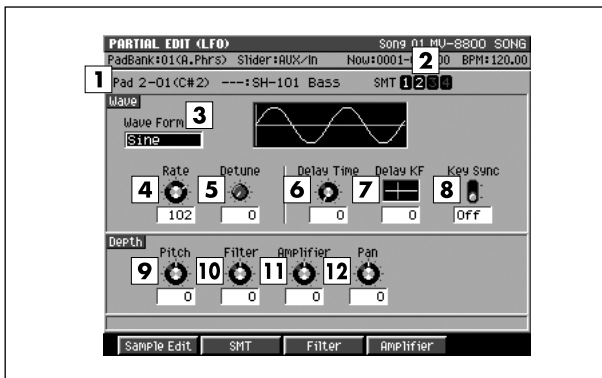 PARTIAL EDIT (LFO) Song 01 MV-8800 SONG
PadBank:01(A.Phrs) Slider:AUX/In Now:0001- 2 00 BPM:120.00
1 Pad 2-01(C#2) ---:SH-101 Bass SMT 1 2 3 4
Wave
Wave Form 3
Sine
Rate Detune Delay Time Delay KF Key Sync
4 5 6 7 8
102 0 0 0 Off
Depth
Pitch Filter Amplifier Pan
9 10 11 12
0 0 0 0
Sample Edit SMT Filter Amplifier